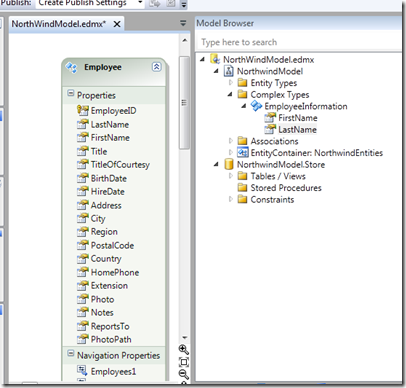 Publish: Create Publish Settings
NorthWindModel.edmx*
Employee
Properties
EmployeeID
LastName
FirstName
Title
TitleOfCourtesy
BirthDate
HireDate
Address
City
Region
PostalCode
Country
HomePhone
Extension
Photo
Notes
ReportsTo
PhotoPath
Navigation Properties
Employees1
Model Browser
Type here to search
NorthWindModel.edmx
NorthwindModel
Entity Types
Complex Types
EmployeeInformation
FirstName
LastName
Associations
EntityContainer: NorthwindEntities
NorthwindModel.Store
Tables / Views
Stored Procedures
Constraints